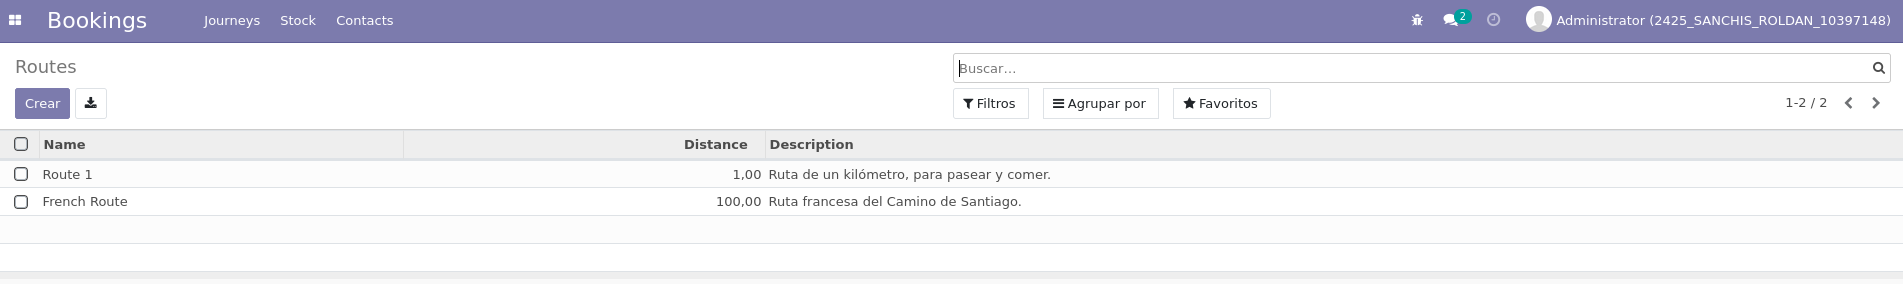 Bookings Journeys Stock Contacts 2 Administrator (2425_SANCHIS_ROLDAN_10397148)
Routes Buscar...
Crear Filtros Agrupar por Favoritos 1-2 / 2
Name Distance Description
Route 1 1,00 Ruta de un kilómetro, para pasear y comer.
French Route 100,00 Ruta francesa del Camino de Santiago.